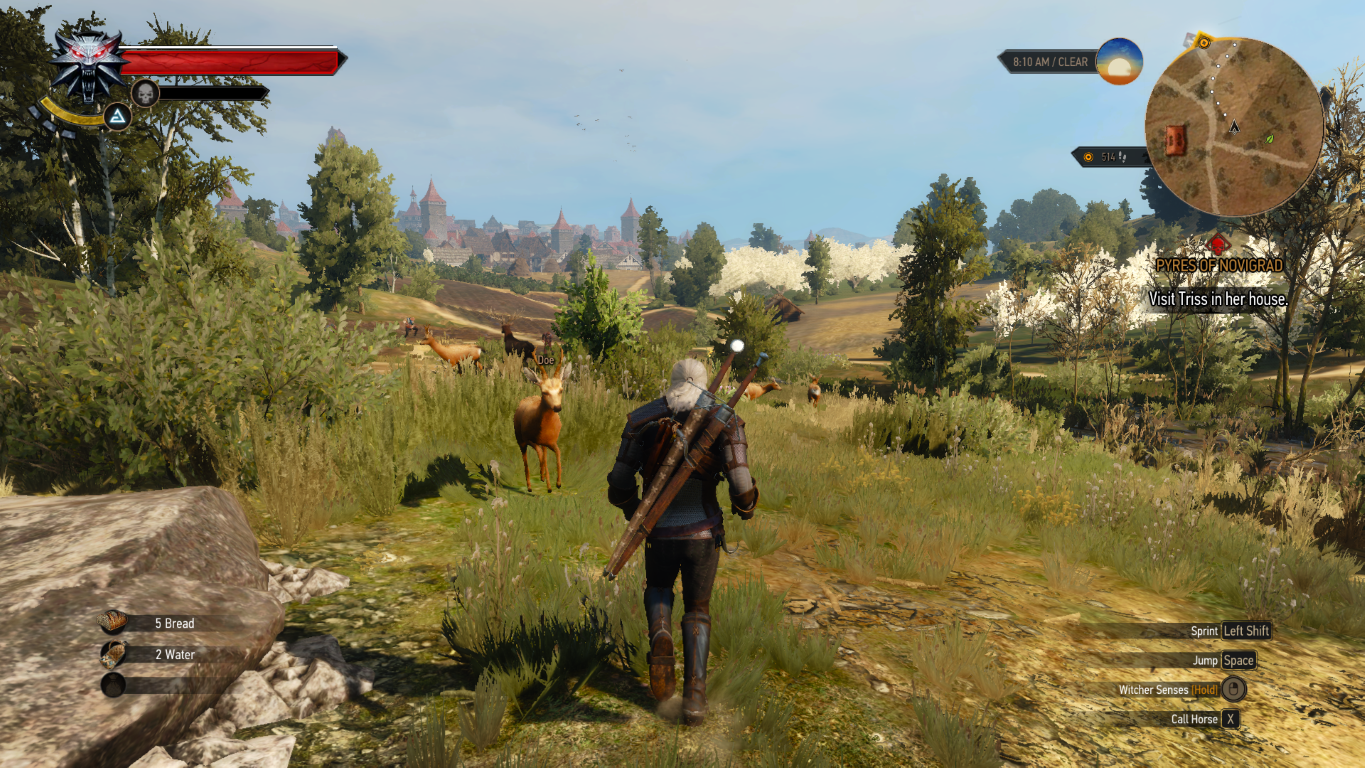 8:10 AM / CLEAR
514
PYRES OF NOVIGRAD
Visit Triss in her house.
Doe
5 Bread
2 Water
Sprint Left Shift
Jump Space
Witcher Senses [Hold]
Call Horse X